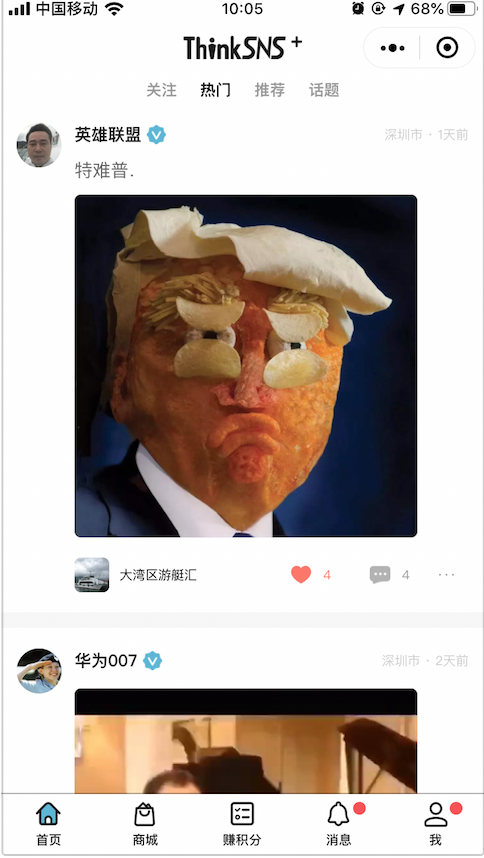 中国移动
10:05
68%
ThinkSNS+
关注 热门 推荐 话题
英雄联盟
深圳市 · 1天前
特难普.
大湾区游艇汇
4
4
华为007
深圳市 · 2天前
首页 商城 赚积分 消息 我